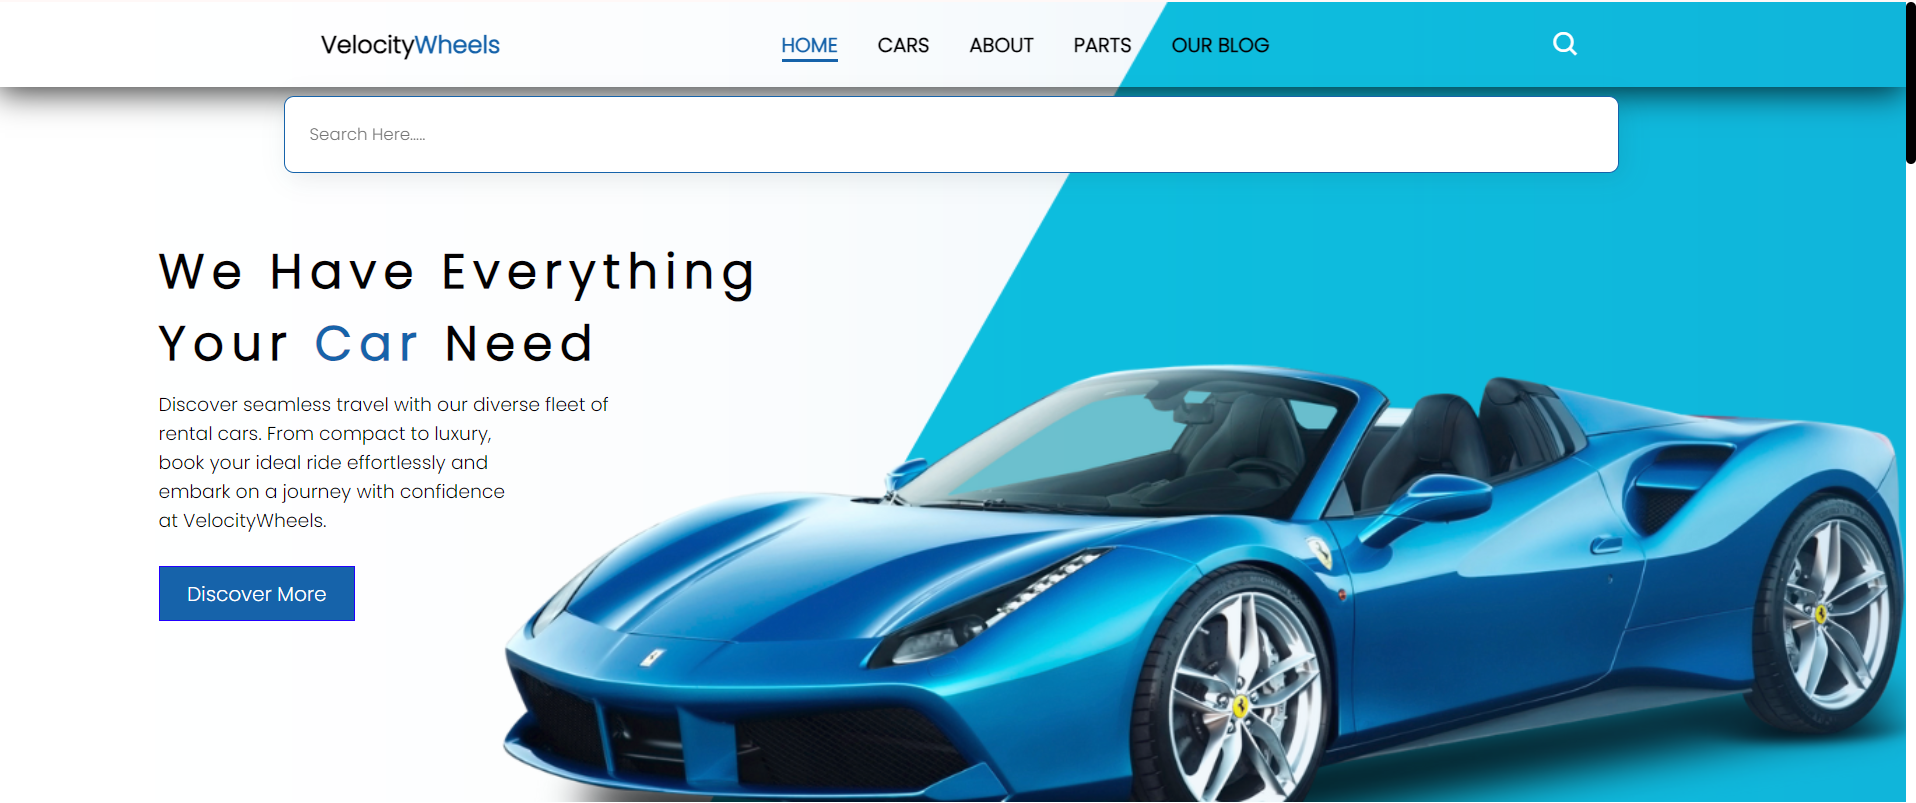 VelocityWheels
HOME CARS ABOUT PARTS OUR BLOG
Search Here.....
We Have Everything
Your Car Need
Discover seamless travel with our diverse fleet of
rental cars. From compact to luxury,
book your ideal ride effortlessly and
embark on a journey with confidence
at VelocityWheels.
Discover More